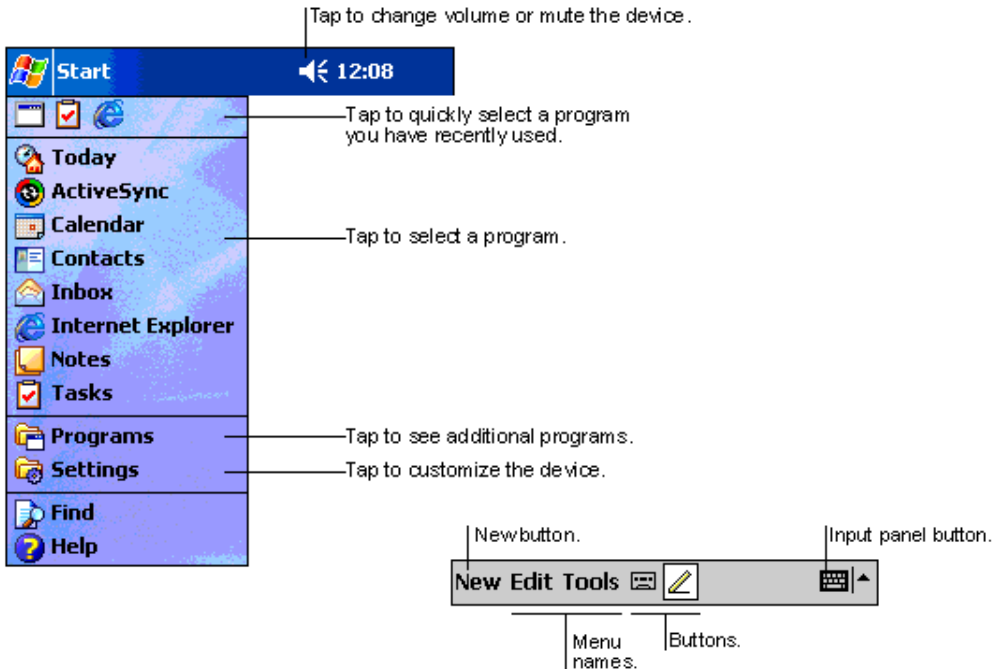 Tap to change volume or mute the device.
Start 12:08
Tap to quickly select a program
you have recently used.
Today
ActiveSync
Calendar
Tap to select a program.
Contacts
Inbox
Internet Explorer
Notes
Tasks
Programs
Tap to see additional programs.
Settings
Tap to customize the device.
Find
Help
New button.
Input panel button.
New Edit Tools
Menu
names.
Buttons.